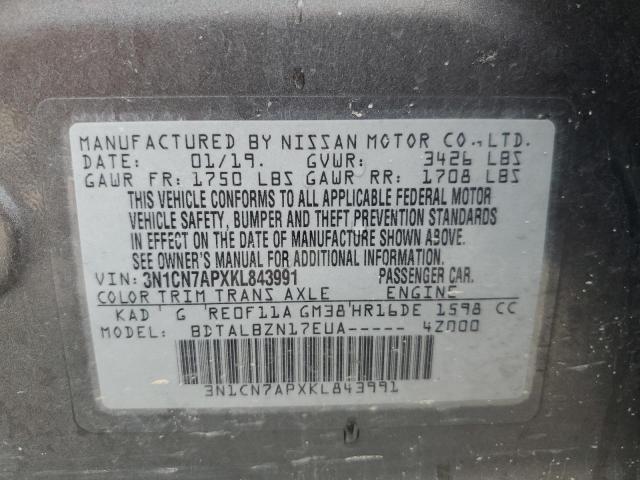 MANUFACTURED BY NISSAN MOTOR CO., LTD.
DATE: 01/19. GVWR: 3426 LBS
GAWR FR: 1750 LBS GAWR RR: 1708 LBS
THIS VEHICLE CONFORMS TO ALL APPLICABLE FEDERAL MOTOR
VEHICLE SAFETY, BUMPER AND THEFT PREVENTION STANDARDS
IN EFFECT ON THE DATE OF MANUFACTURE SHOWN ABOVE.
SEE OWNER'S MANUAL FOR ADDITIONAL INFORMATION.
VIN: 3N1CN7APXKL843991 PASSENGER CAR.
COLOR TRIM TRANS AXLE ENGINE
KAD G RE0F11A GM38 HR16DE 1598 CC
MODEL: BDTALBZN17EUA----- 4Z000
3N1CN7APXKL843991